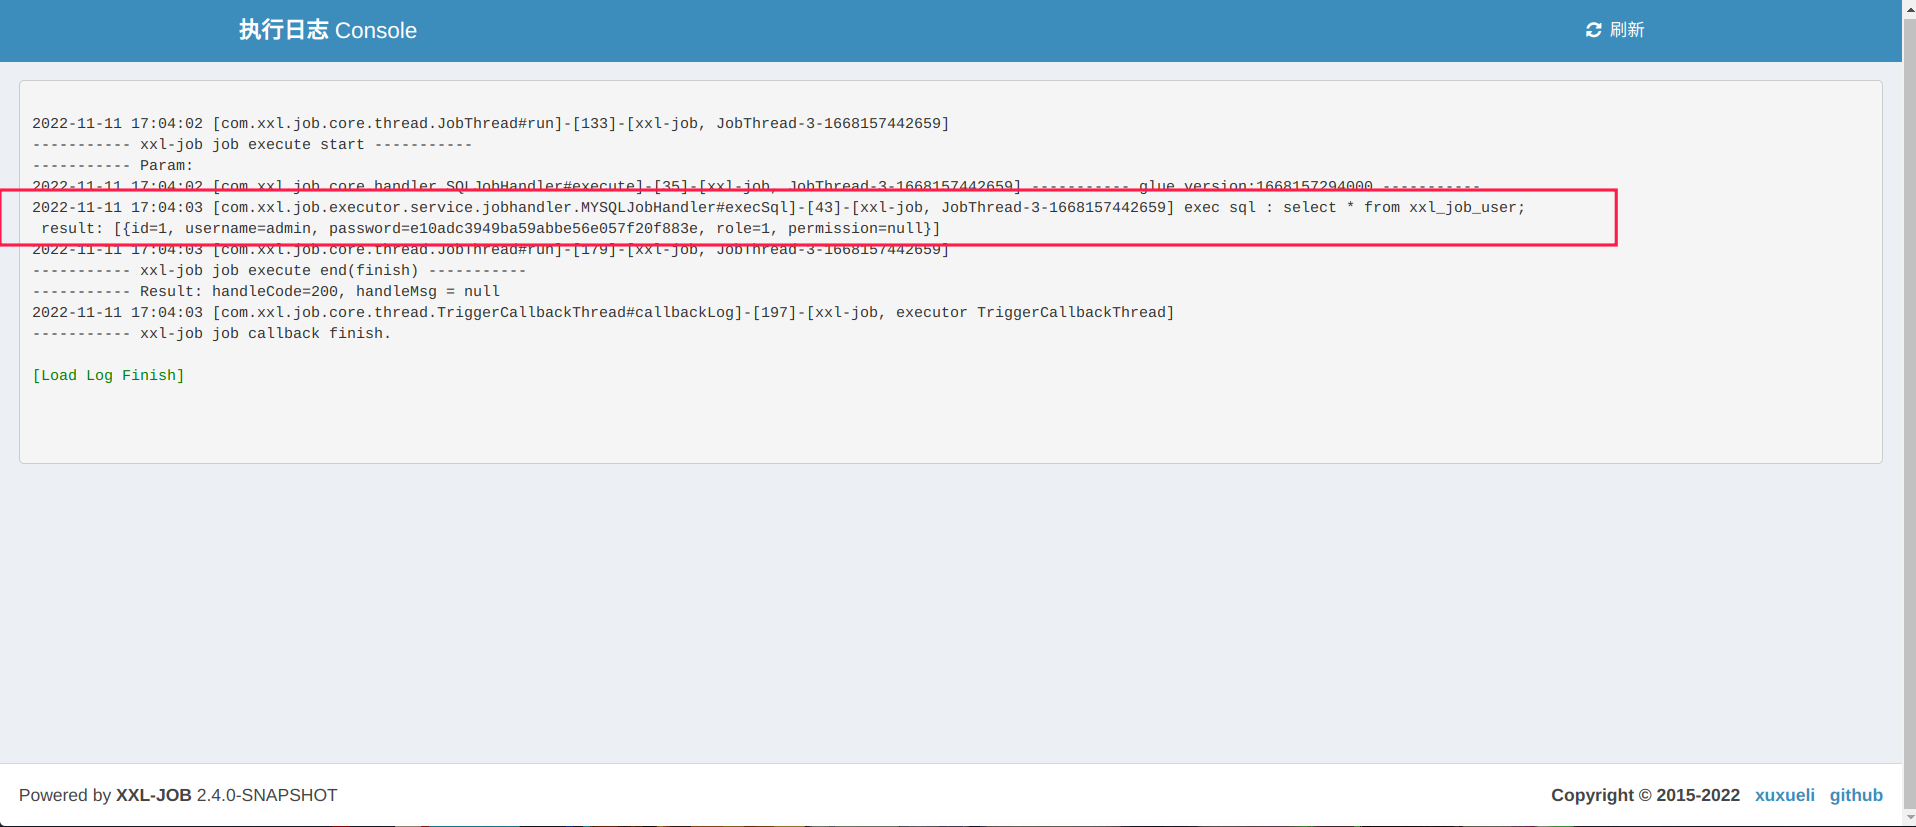 执行日志 Console
刷新
2022-11-11 17:04:02 [com.xxl.job.core.thread.JobThread#run]-[133]-[xxl-job, JobThread-3-1668157442659]
----------- xxl-job job execute start -----------
----------- Param:
2022-11-11 17:04:02 [com.xxl.job.core.handler.SQLJobHandler#execute]-[35]-[xxl-job, JobThread-3-1668157442659] ----------- glue.version:1668157294000 -----------
2022-11-11 17:04:03 [com.xxl.job.executor.service.jobhandler.MYSQLJobHandler#execSql]-[43]-[xxl-job, JobThread-3-1668157442659] exec sql : select * from xxl_job_user;
result: [{id=1, username=admin, password=e10adc3949ba59abbe56e057f20f883e, role=1, permission=null}]
2022-11-11 17:04:03 [com.xxl.job.core.thread.JobThread#run]-[179]-[xxl-job, JobThread-3-1668157442659]
----------- xxl-job job execute end(finish) -----------
----------- Result: handleCode=200, handleMsg = null
2022-11-11 17:04:03 [com.xxl.job.core.thread.TriggerCallbackThread#callbackLog]-[197]-[xxl-job, executor TriggerCallbackThread]
----------- xxl-job job callback finish.
[Load Log Finish]
Powered by XXL-JOB 2.4.0-SNAPSHOT
Copyright © 2015-2022 xuxueli github